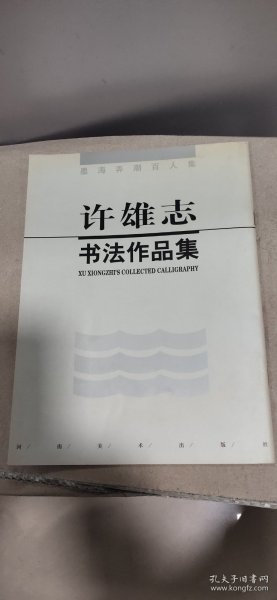 墨海弄潮百人集
许雄志
书法作品集
XU XIONGZHI'S COLLECTED CALLIGRAPHY
河/南/美/术/出/版/社
孔夫子旧书网
www.kongfz.com